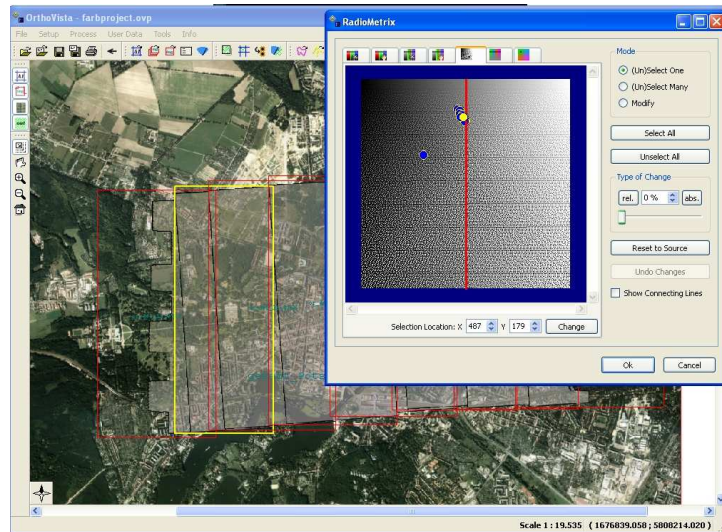 OrthoVista - farbproject.ovp
File Setup Process User Data Tools Info
RadioMetrix
Mode
(Un)Select One
(Un)Select Many
Modify
Select All
Unselect All
Type of Change
rel. 0 % abs.
Reset to Source
Undo Changes
Show Connecting Lines
Selection Location: X 487 Y 179 Change
Ok Cancel
Scale 1 : 19.535 ( 1676839.058 ; 5808214.020 )